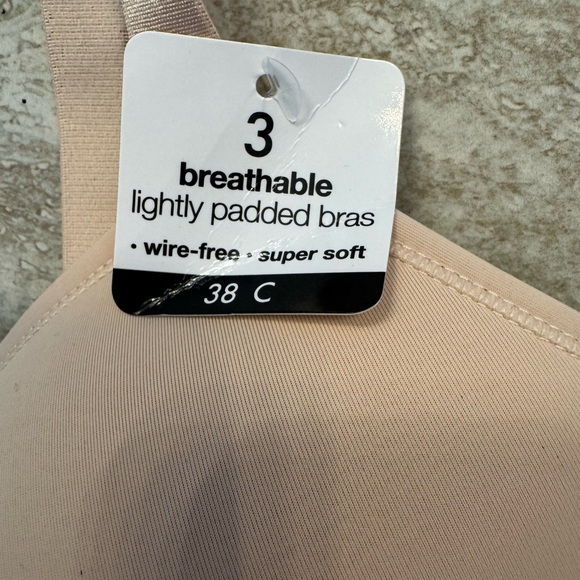 3
breathable
lightly padded bras
• wire-free • super soft
38 C